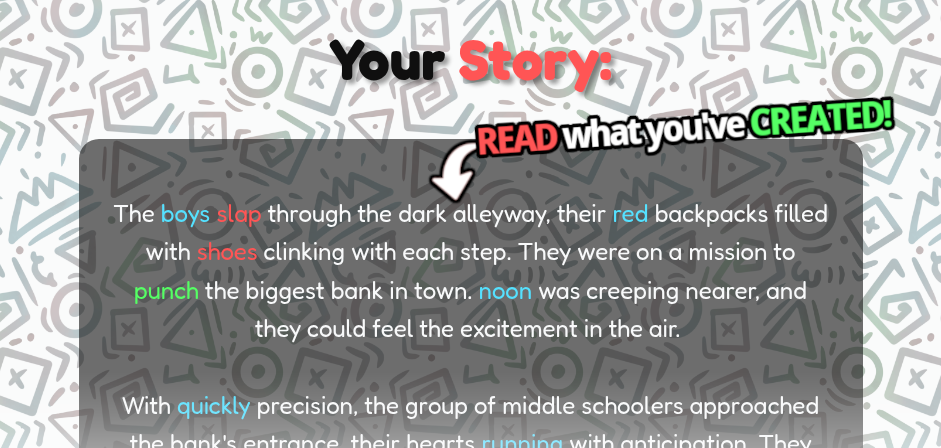 Your Story:
READ what you've CREATED!
The boys slap through the dark alleyway, their red backpacks filled
with shoes clinking with each step. They were on a mission to
punch the biggest bank in town. noon was creeping nearer, and
they could feel the excitement in the air.
With quickly precision, the group of middle schoolers approached
the bank's entrance, their hearts running with anticipation. They